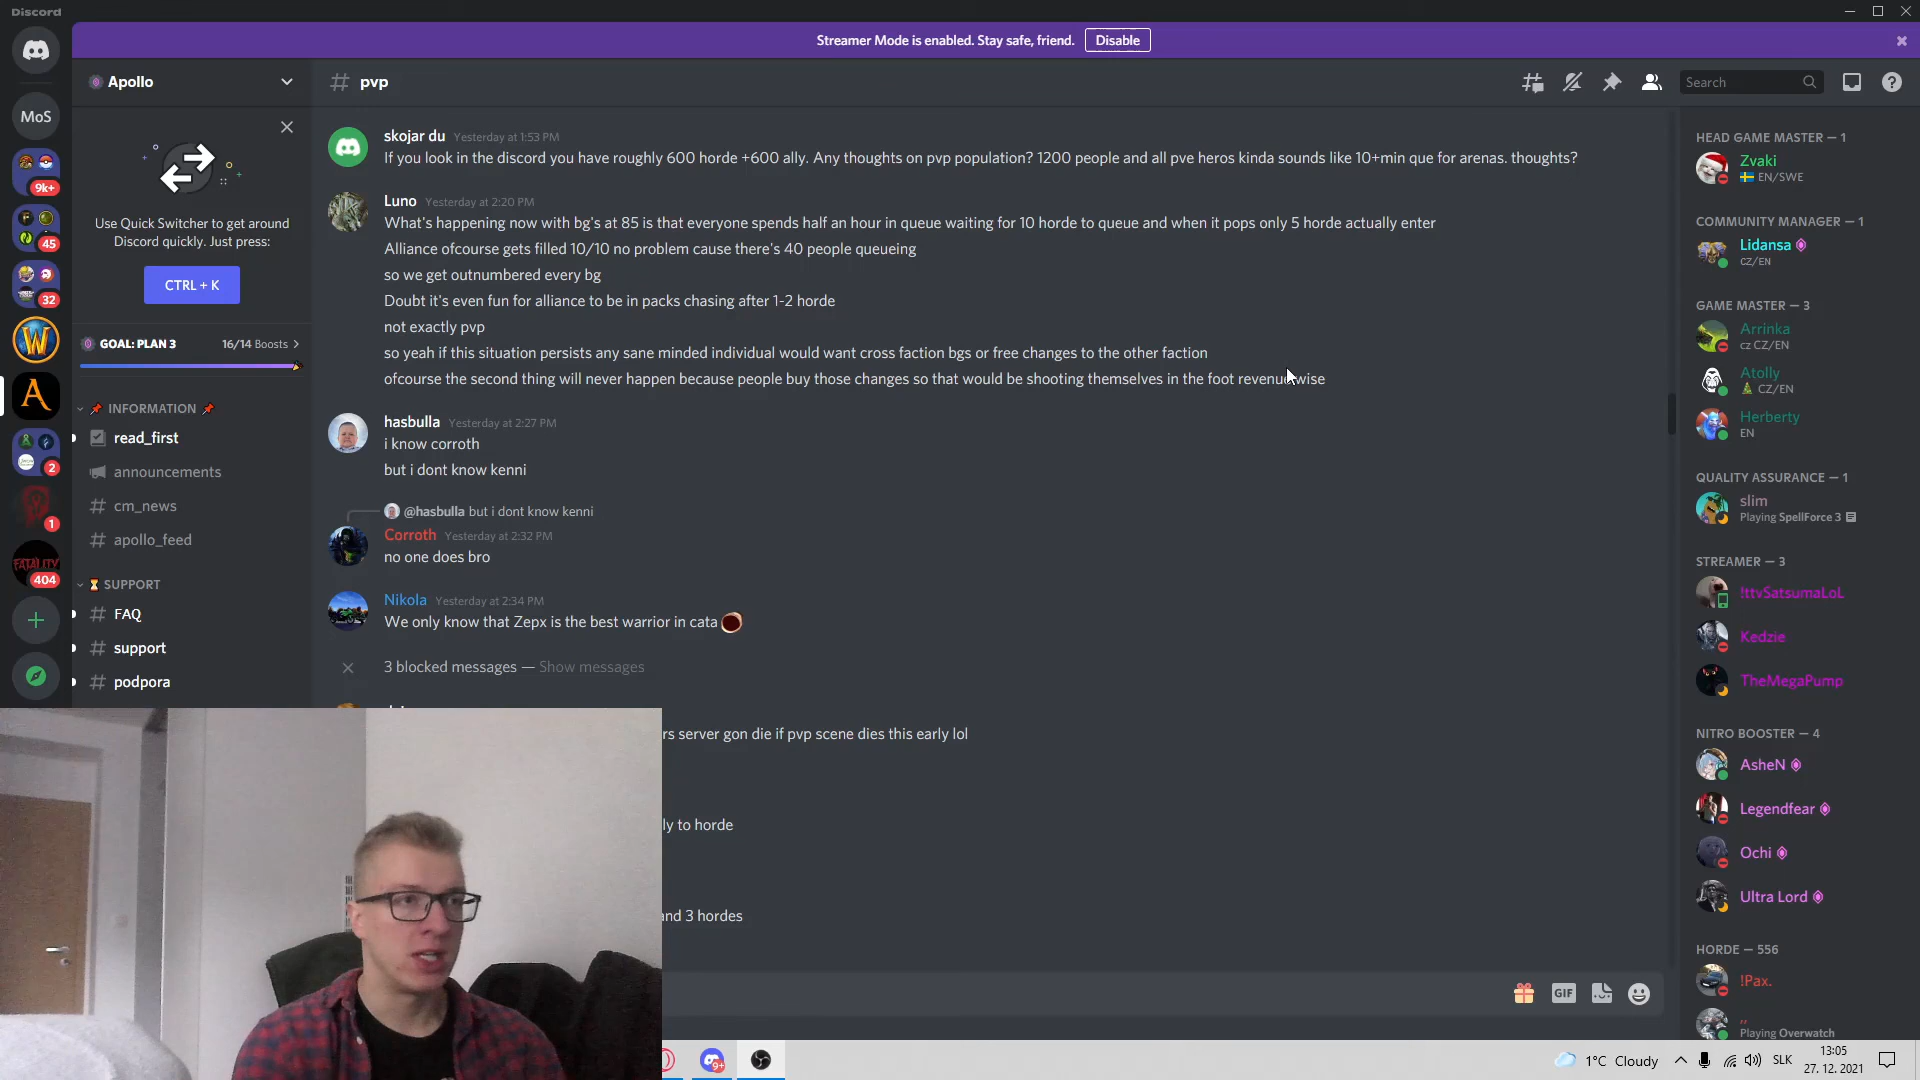 Discord
Streamer Mode is enabled. Stay safe, friend.
Disable
Apollo
pvp
Search
MoS
9k+
45
32
2
1
FATALITY
404
Use Quick Switcher to get around
Discord quickly. Just press:
CTRL + K
GOAL: PLAN 3
16/14 Boosts
INFORMATION
read_first
announcements
cm_news
apollo_feed
SUPPORT
FAQ
support
podpora
skojar du Yesterday at 1:53 PM
If you look in the discord you have roughly 600 horde +600 ally. Any thoughts on pvp population? 1200 people and all pve heros kinda sounds like 10+min que for arenas. thoughts?
Luno Yesterday at 2:20 PM
What's happening now with bg's at 85 is that everyone spends half an hour in queue waiting for 10 horde to queue and when it pops only 5 horde actually enter
Alliance ofcourse gets filled 10/10 no problem cause there's 40 people queueing
so we get outnumbered every bg
Doubt it's even fun for alliance to be in packs chasing after 1-2 horde
not exactly pvp
so yeah if this situation persists any sane minded individual would want cross faction bgs or free changes to the other faction
ofcourse the second thing will never happen because people buy those changes so that would be shooting themselves in the foot revenue wise
hasbulla Yesterday at 2:27 PM
i know corroth
but i dont know kenni
@hasbulla but i dont know kenni
Corroth Yesterday at 2:32 PM
no one does bro
Nikola Yesterday at 2:34 PM
We only know that Zepx is the best warrior in cata
3 blocked messages — Show messages
rs server gon die if pvp scene dies this early lol
ly to horde
and 3 hordes
GIF
HEAD GAME MASTER — 1
Zvaki
EN/SWE
COMMUNITY MANAGER — 1
Lidansa
CZ/EN
GAME MASTER — 3
Arrinka
cz CZ/EN
Atolly
CZ/EN
Herberty
EN
QUALITY ASSURANCE — 1
slim
Playing SpellForce 3
STREAMER — 3
!ttvSatsumaLoL
Kedzie
TheMegaPump
NITRO BOOSTER — 4
AsheN
Legendfear
Ochi
Ultra Lord
HORDE — 556
!Pax.
,,
Playing Overwatch
9+
1°C Cloudy
SLK
13:05
27. 12. 2021